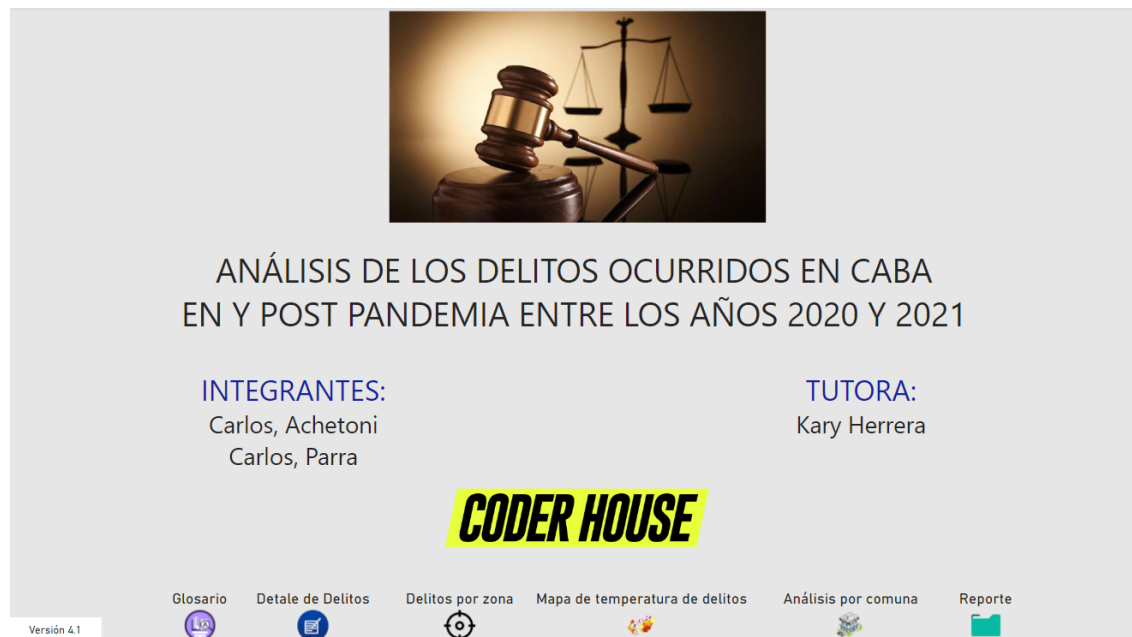 ANÁLISIS DE LOS DELITOS OCURRIDOS EN CABA
EN Y POST PANDEMIA ENTRE LOS AÑOS 2020 Y 2021
INTEGRANTES:
Carlos, Achetoni
Carlos, Parra
TUTORA:
Kary Herrera
CODER HOUSE
Glosario
Detale de Delitos
Delitos por zona
Mapa de temperatura de delitos
Análisis por comuna
Reporte
Versión 4.1